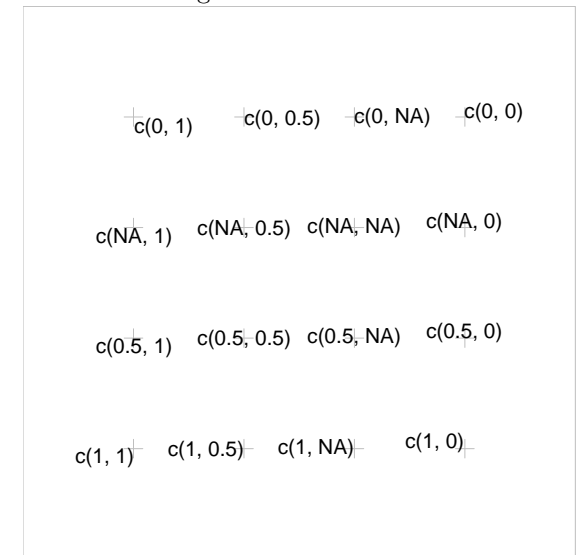 c(0, 1) c(0, 0.5) c(0, NA) c(0, 0)
c(NA, 1) c(NA, 0.5) c(NA, NA) c(NA, 0)
c(0.5, 1) c(0.5, 0.5) c(0.5, NA) c(0.5, 0)
c(1, 1) c(1, 0.5) c(1, NA) c(1, 0)